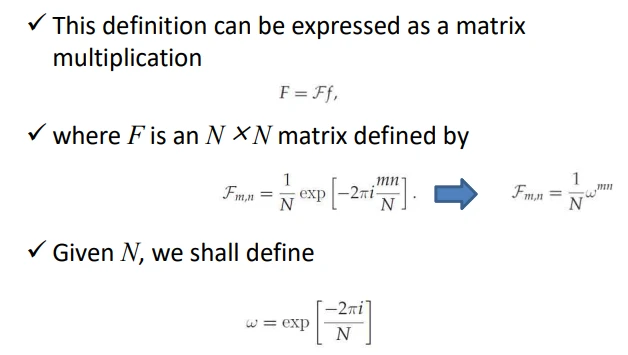 ✓ This definition can be expressed as a matrix
multiplication
F = ℱf,
✓ where F is an N ×N matrix defined by
ℱₘ,ₙ = 1/N exp [−2πi mn/N] . ➡ ℱₘ,ₙ = 1/N ω^mn
✓ Given N, we shall define
ω = exp [−2πi/N]